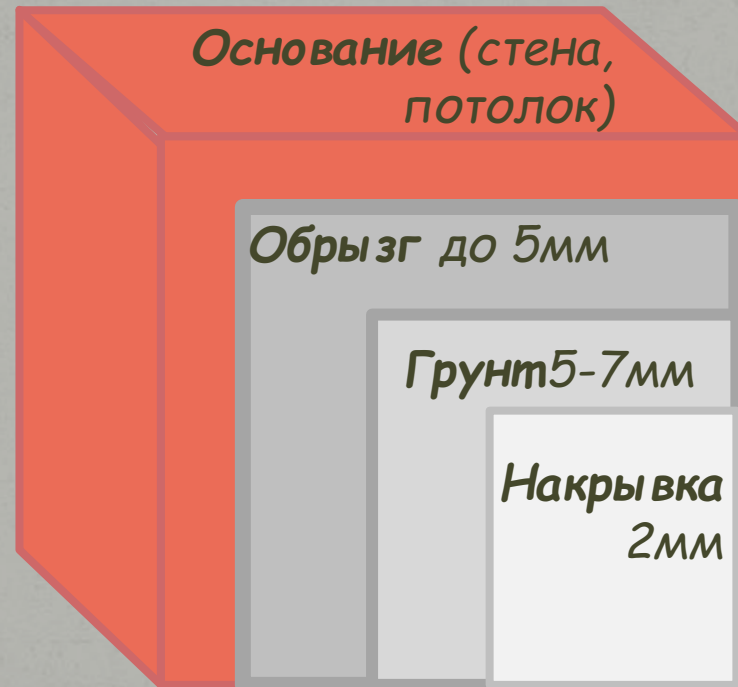 Основание (стена,
потолок)
Обрызг до 5мм
Грунт5-7мм
Накрывка
2мм